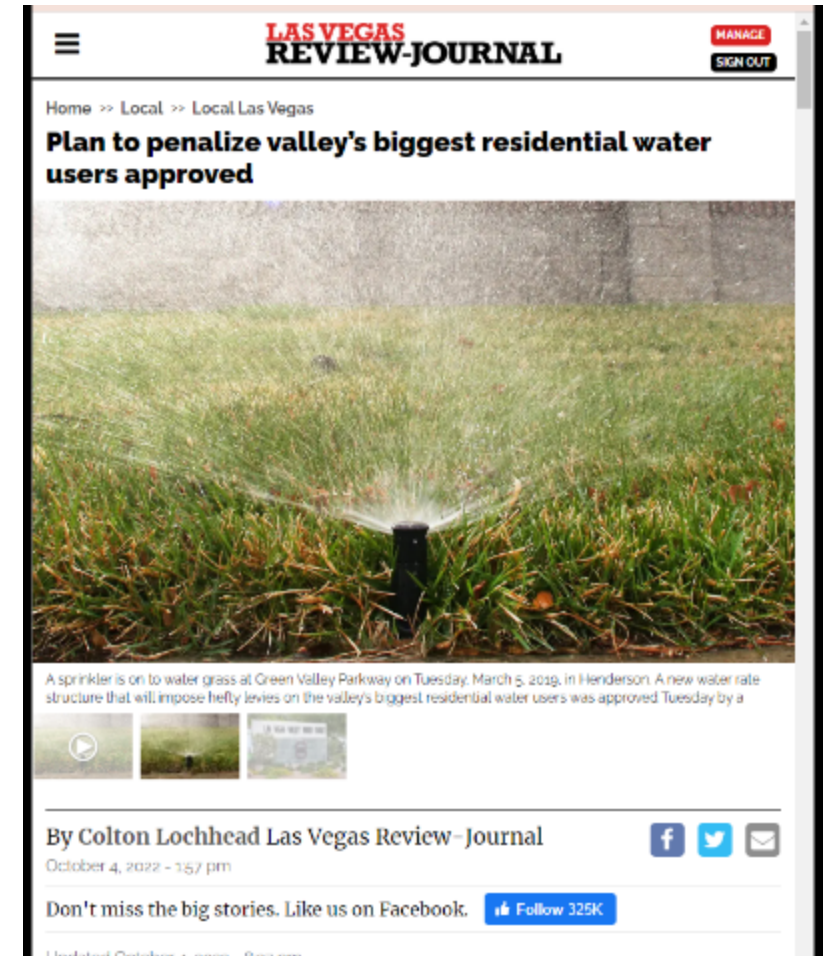 LAS VEGAS
REVIEW-JOURNAL
MANAGE
SIGN OUT
Home >> Local >> Local Las Vegas
Plan to penalize valley's biggest residential water
users approved
A sprinkler is on to water grass at Green Valley Parkway on Tuesday, March 5, 2019, in Henderson. A new water rate
structure that will impose hefty levies on the valley's biggest residential water users was approved Tuesday by a
By Colton Lochhead Las Vegas Review-Journal
October 4, 2022 - 1:57 pm
Don't miss the big stories. Like us on Facebook.
Follow 325K